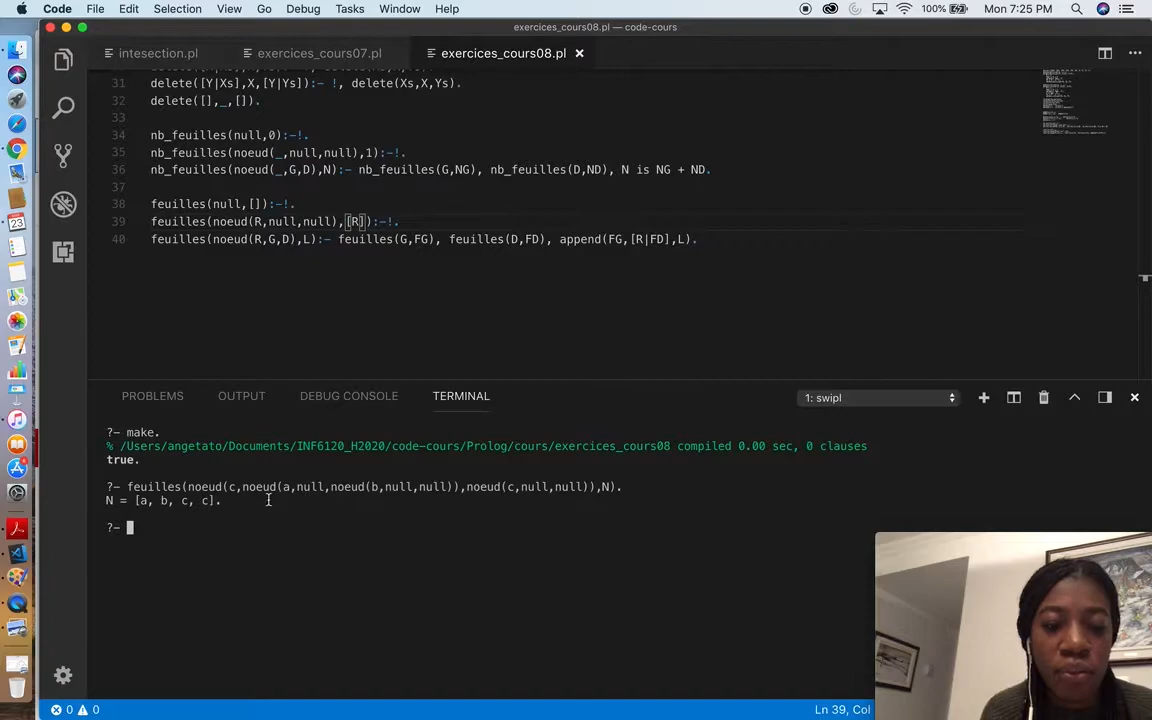 Code File Edit Selection View Go Debug Tasks Window Help 100% Mon 7:25 PM
exercices_cours08.pl — code-cours
intesection.pl exercices_cours07.pl exercices_cours08.pl
31 delete([Y|Xs],X,[Y|Ys]):- !, delete(Xs,X,Ys).
32 delete([],_,[]).
33
34 nb_feuilles(null,0):-!.
35 nb_feuilles(noeud(_,null,null),1):-!.
36 nb_feuilles(noeud(_,G,D),N):- nb_feuilles(G,NG), nb_feuilles(D,ND), N is NG + ND.
37
38 feuilles(null,[]):-!.
39 feuilles(noeud(R,null,null),[R]):-!.
40 feuilles(noeud(R,G,D),L):- feuilles(G,FG), feuilles(D,FD), append(FG,[R|FD],L).
PROBLEMS OUTPUT DEBUG CONSOLE TERMINAL 1: swipl
?- make.
% /Users/angetato/Documents/INF6120_H2020/code-cours/Prolog/cours/exercices_cours08 compiled 0.00 sec, 0 clauses
true.
?- feuilles(noeud(c,noeud(a,null,noeud(b,null,null)),noeud(c,null,null)),N).
N = [a, b, c, c].
?-
0 0 Ln 39, Col